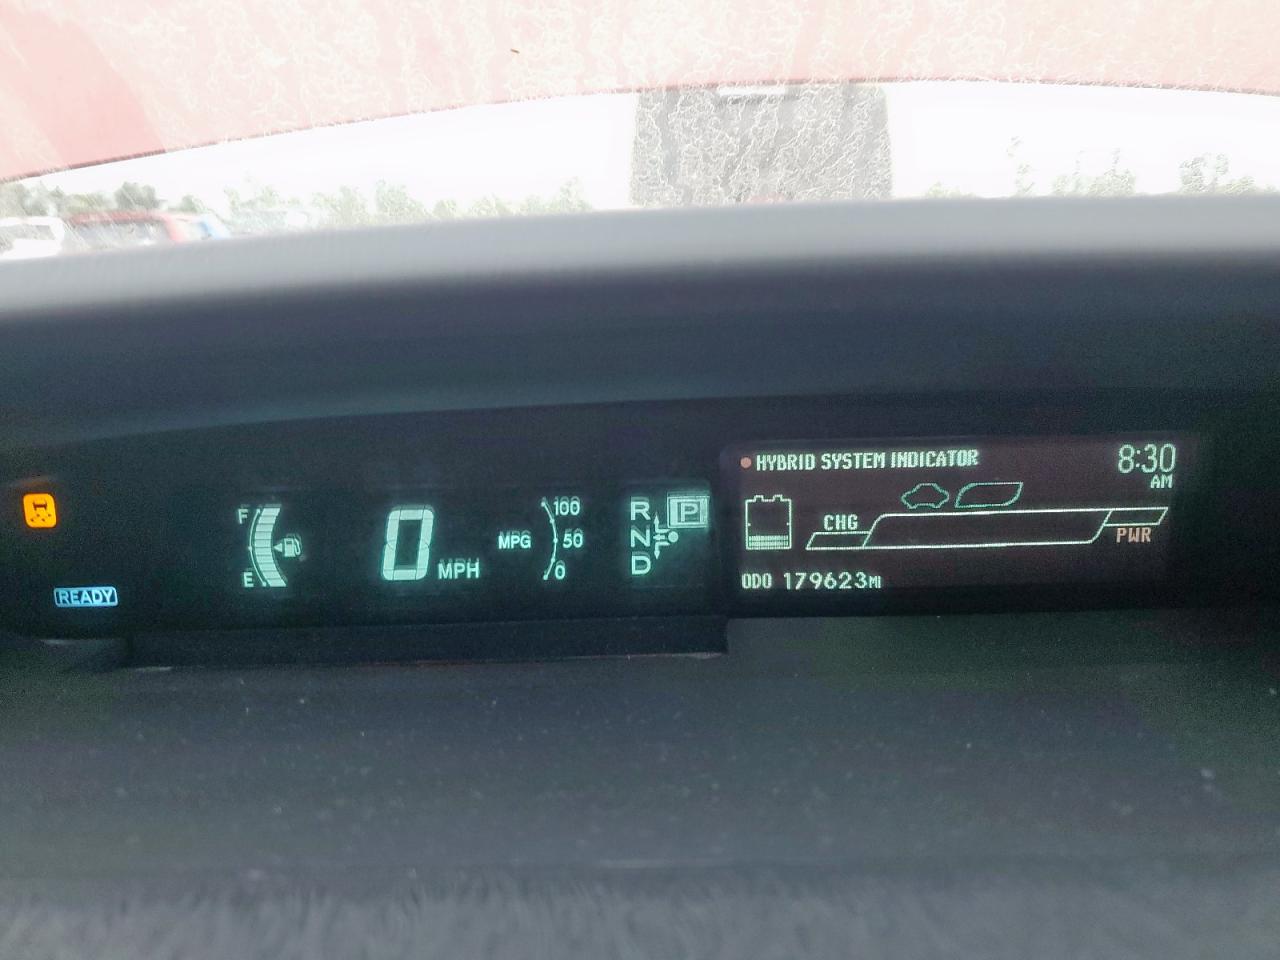 HYBRID SYSTEM INDICATOR
8:30
AM
F
E
0 MPH
MPG
100
50
0
R
N
D
P
CHG
PWR
READY
ODO 179623MI